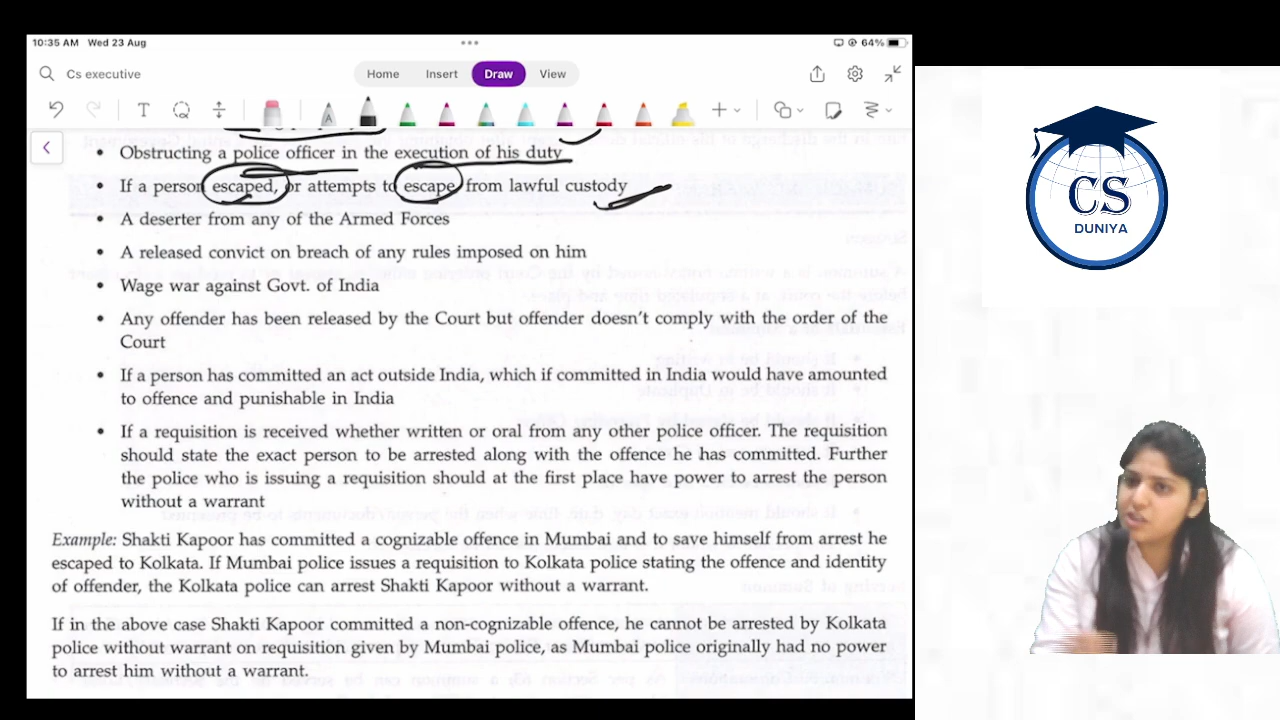 10:35 AM Wed 23 Aug
64%
Cs executive
Home Insert Draw View
• Obstructing a police officer in the execution of his duty
• If a person escaped, or attempts to escape from lawful custody
• A deserter from any of the Armed Forces
• A released convict on breach of any rules imposed on him
• Wage war against Govt. of India
• Any offender has been released by the Court but offender doesn't comply with the order of the
Court
• If a person has committed an act outside India, which if committed in India would have amounted
to offence and punishable in India
• If a requisition is received whether written or oral from any other police officer. The requisition
should state the exact person to be arrested along with the offence he has committed. Further
the police who is issuing a requisition should at the first place have power to arrest the person
without a warrant
Example: Shakti Kapoor has committed a cognizable offence in Mumbai and to save himself from arrest he
escaped to Kolkata. If Mumbai police issues a requisition to Kolkata police stating the offence and identity
of offender, the Kolkata police can arrest Shakti Kapoor without a warrant.
If in the above case Shakti Kapoor committed a non-cognizable offence, he cannot be arrested by Kolkata
police without warrant on requisition given by Mumbai police, as Mumbai police originally had no power
to arrest him without a warrant.
CS
DUNIYA